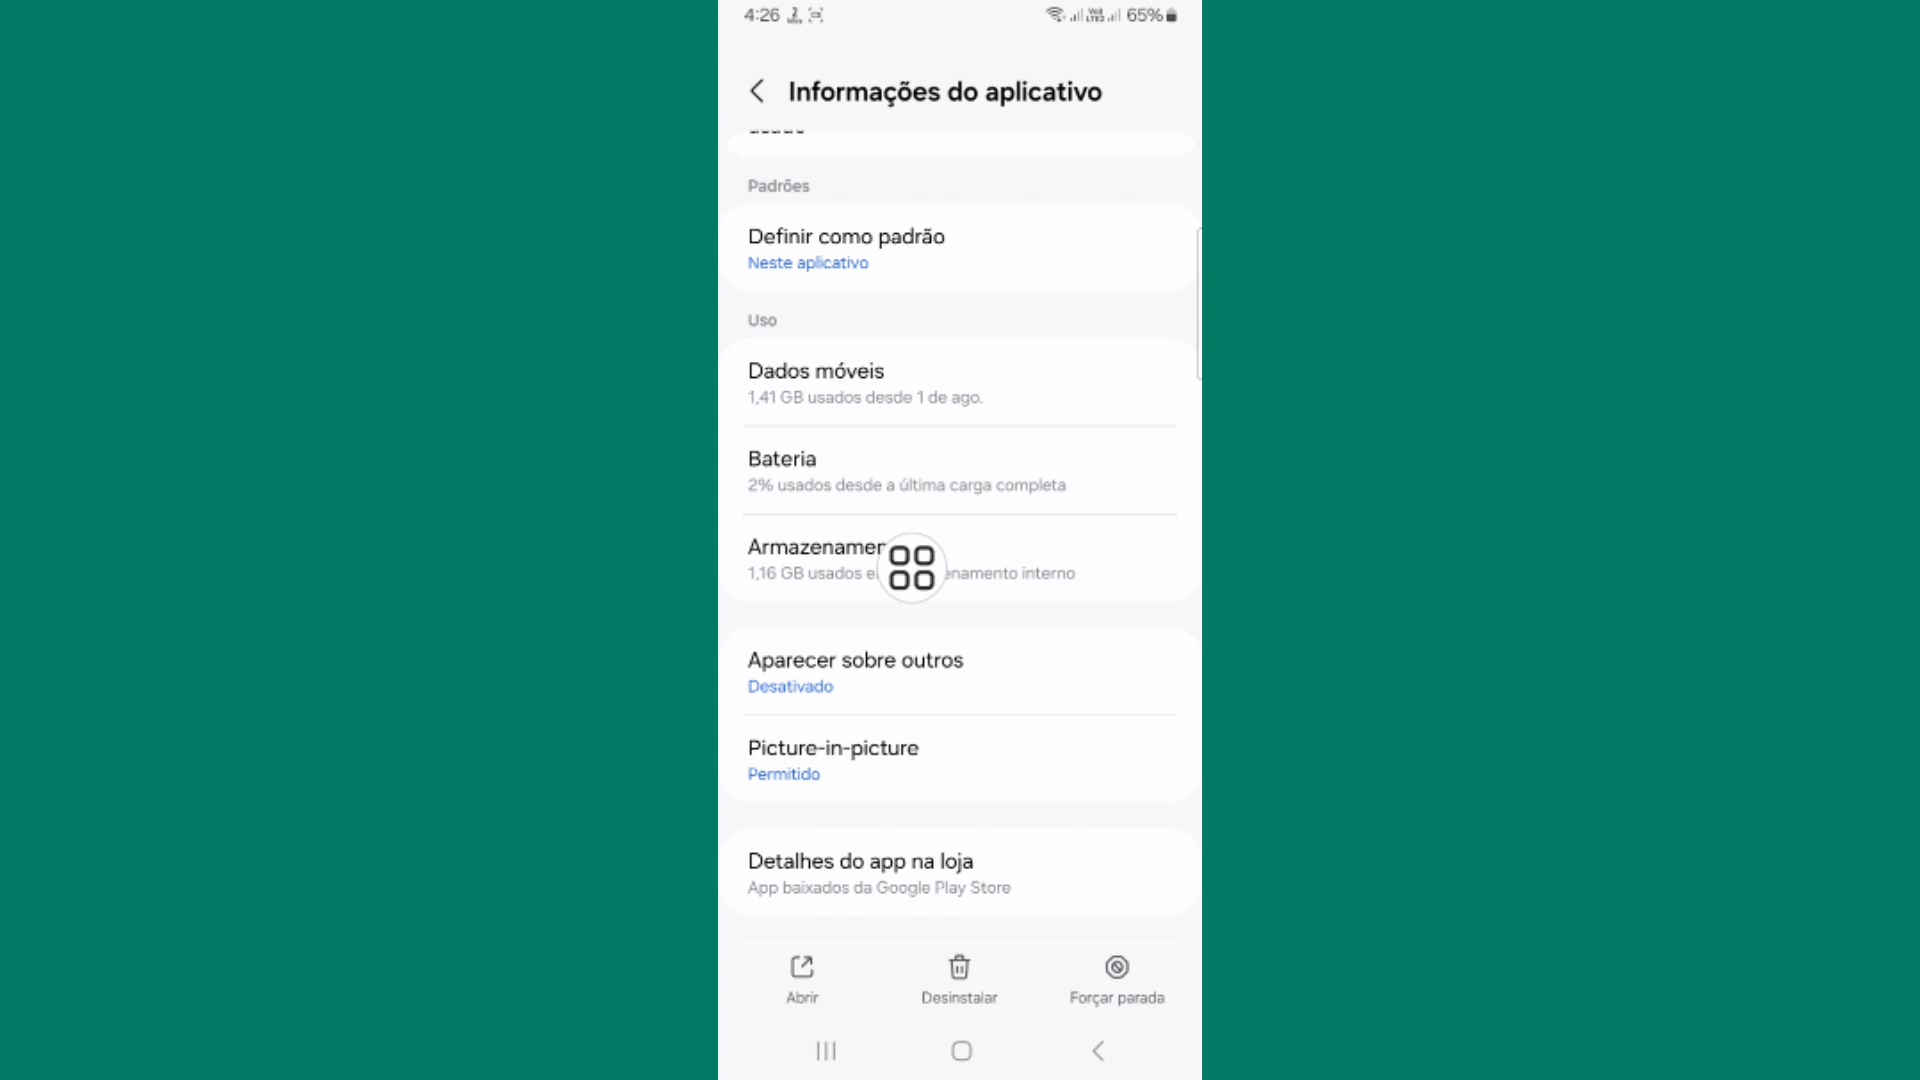 4:26
65%
Informações do aplicativo
Padrões
Definir como padrão
Neste aplicativo
Uso
Dados móveis
1,41 GB usados desde 1 de ago.
Bateria
2% usados desde a última carga completa
1,16 GB usados interno
Aparecer sobre outros
Desativado
Picture-in-picture
Permitido
Detalhes do app na loja
App baixados da Google Play Store
Abrir
Desinstalar
Forçar parada